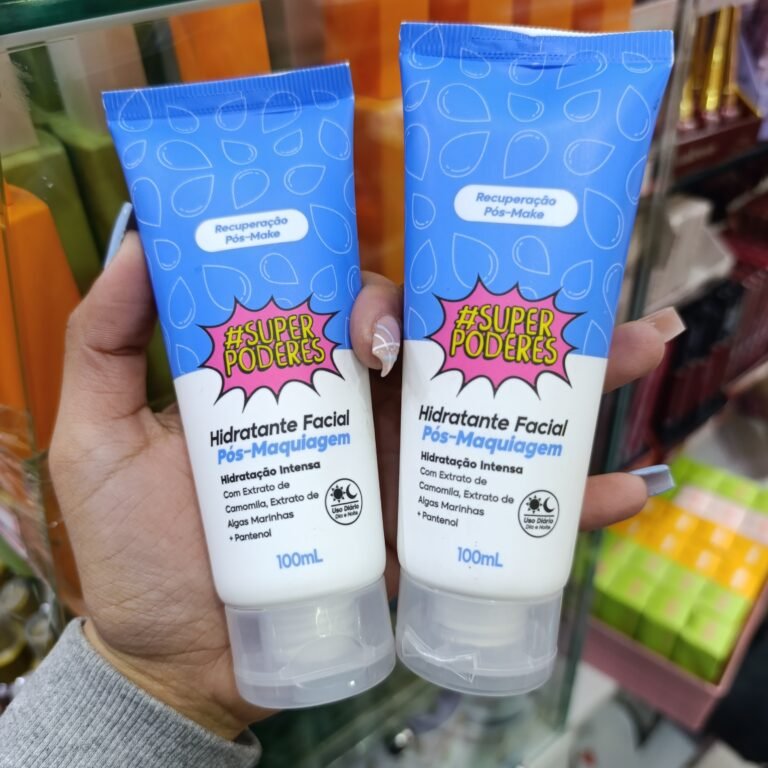 Recuperação
Pós-Make
#SUPER
PODERES
Hidratante Facial
Pós-Maquiagem
Hidratação Intensa
Com Extrato de
Camomila, Extrato de
Algas Marinhas
+ Pantenol
Uso Diário
Dia e Noite
100mL
Recuperação
Pós-Make
#SUPER
PODERES
Hidratante Facial
Pós-Maquiagem
Hidratação Intensa
Com Extrato de
Camomila, Extrato de
Algas Marinhas
+ Pantenol
Uso Diário
Dia e Noite
100mL